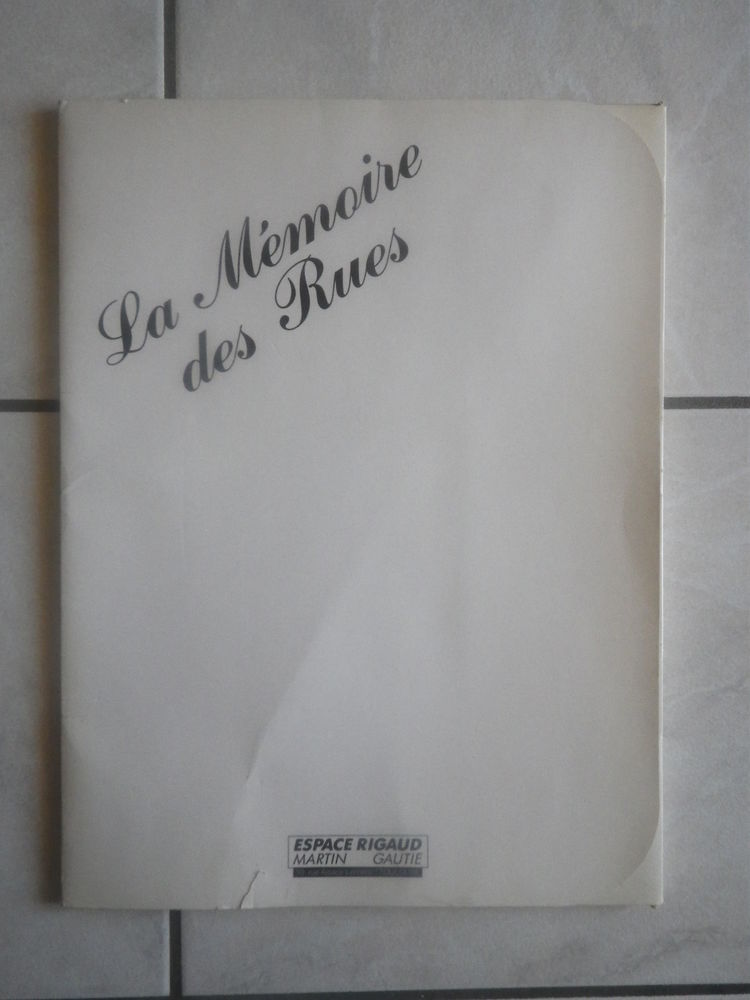 La Mémoire
des Rues
ESPACE RIGAUD
MARTIN GAUTIE